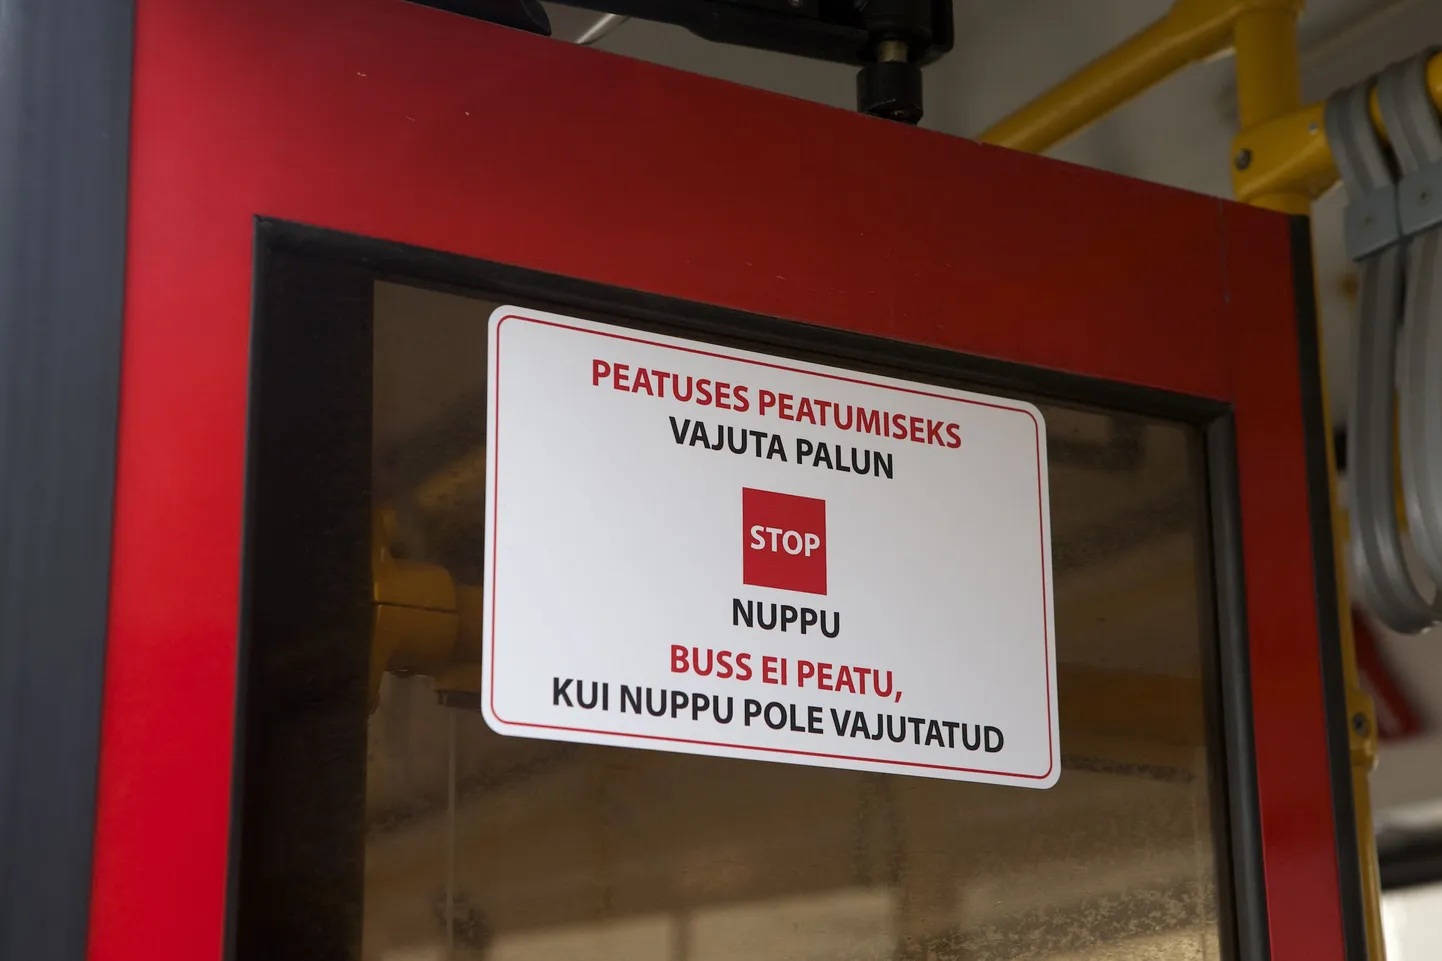 PEATUSES PEATUMISEKS
VAJUTA PALUN
STOP
NUPPU
BUSS EI PEATU,
KUI NUPPU POLE VAJUTATUD